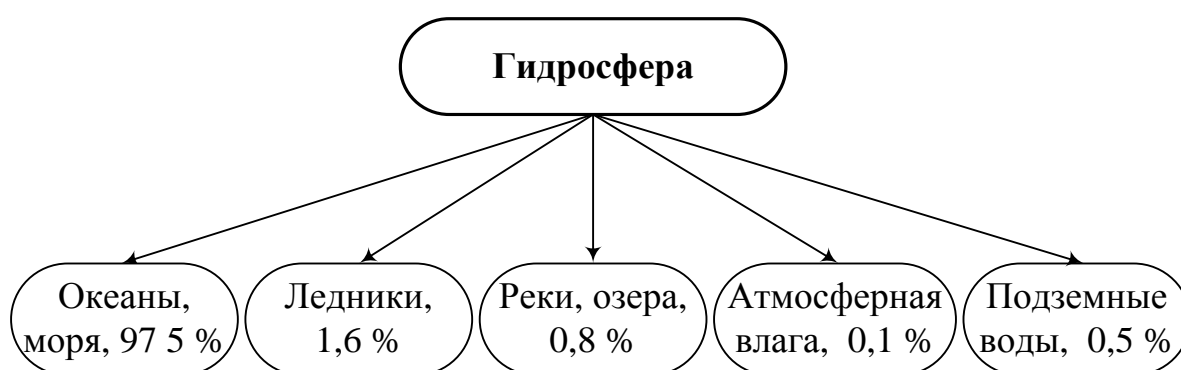 Гидросфера
Океаны,
моря, 97 5 %
Ледники,
1,6 %
Реки, озера,
0,8 %
Атмосферная
влага, 0,1 %
Подземные
воды, 0,5 %